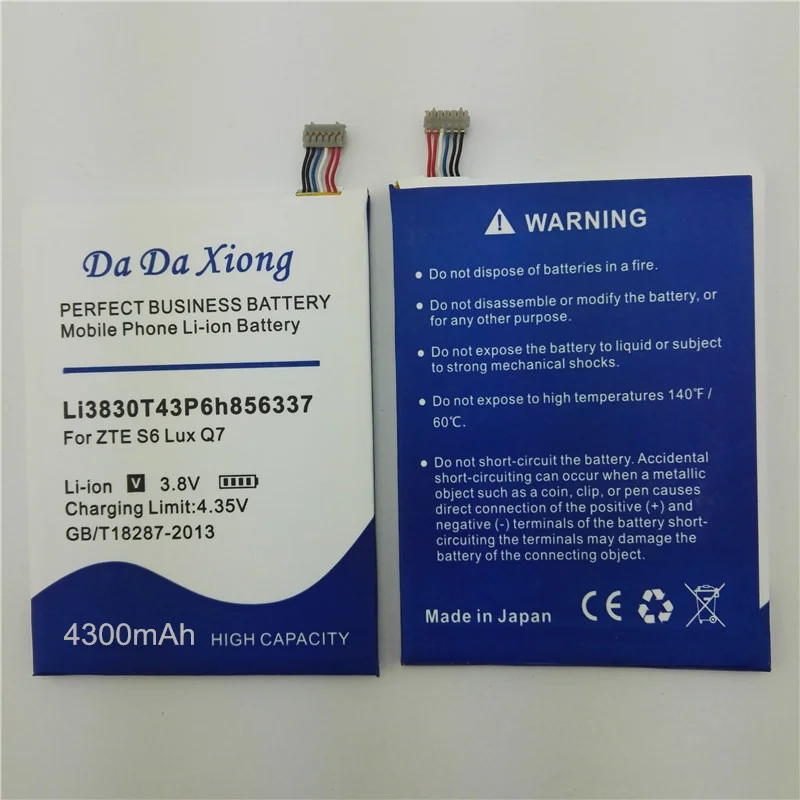 Da Da Xiong
PERFECT BUSINESS BATTERY
Mobile Phone Li-ion Battery
Li3830T43P6h856337
For ZTE S6 Lux Q7
Li-ion V 3.8V
Charging Limit:4.35V
GB/T18287-2013
4300mAh HIGH CAPACITY
WARNING
• Do not dispose of batteries in a fire.
• Do not disassemble or modify the battery, or
for any other purpose.
• Do not expose the battery to liquid or subject
to strong mechanical shocks.
• Do not expose to high temperatures 140℉ /
60℃.
• Do not short-circuit the battery. Accidental
short-circuiting can occur when a metallic
object such as a coin, clip, or pen causes
direct connection of the positive (+) and
negative (-) terminals of the battery short-
circuiting the terminals may damage the
battery of the connecting object.
Made in Japan CE